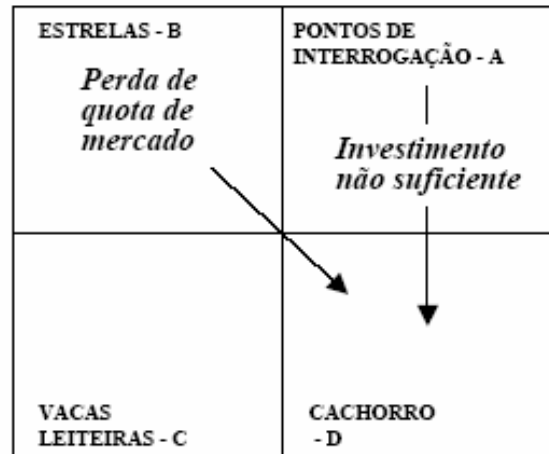 ESTRELAS - B
Perda de
quota de
mercado
PONTOS DE
INTERROGAÇÃO - A
Investimento
não suficiente
VACAS
LEITEIRAS - C
CACHORRO
- D